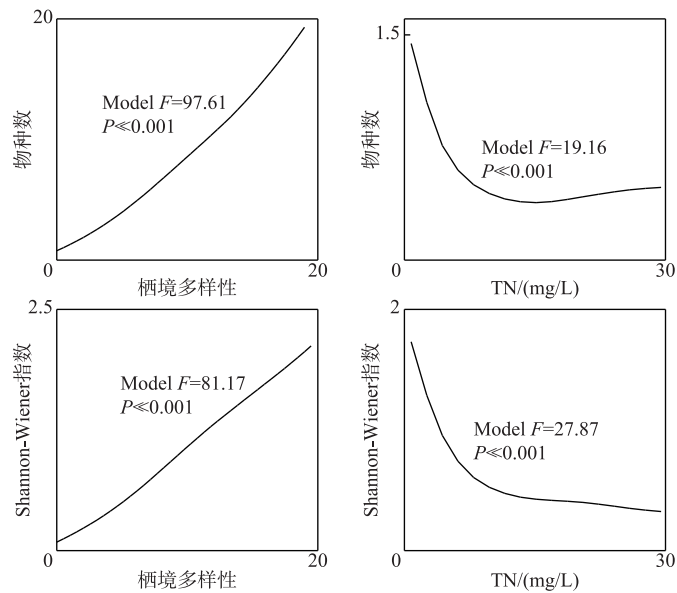 20
物种数
Model F=97.61
P≪0.001
0
20
栖境多样性
1.5
物种数
Model F=19.16
P≪0.001
0
30
TN/(mg/L)
2.5
Shannon-Wiener指数
Model F=81.17
P≪0.001
0
20
栖境多样性
2
Shannon-Wiener指数
Model F=27.87
P≪0.001
0
30
TN/(mg/L)